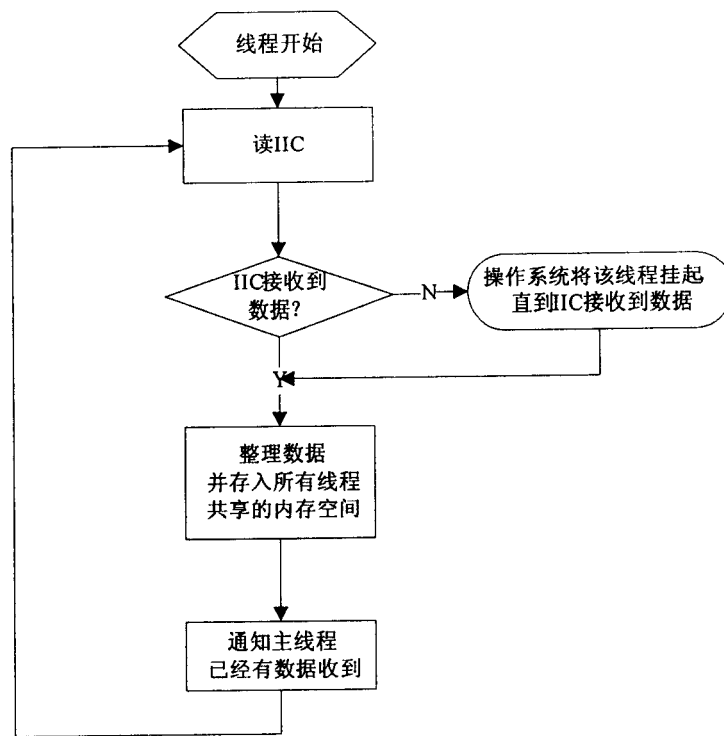 线程开始
读IIC
IIC接收到
数据?
N
操作系统将该线程挂起
直到IIC接收到数据
Y
整理数据
并存入所有线程
共享的内存空间
通知主线程
已经有数据收到